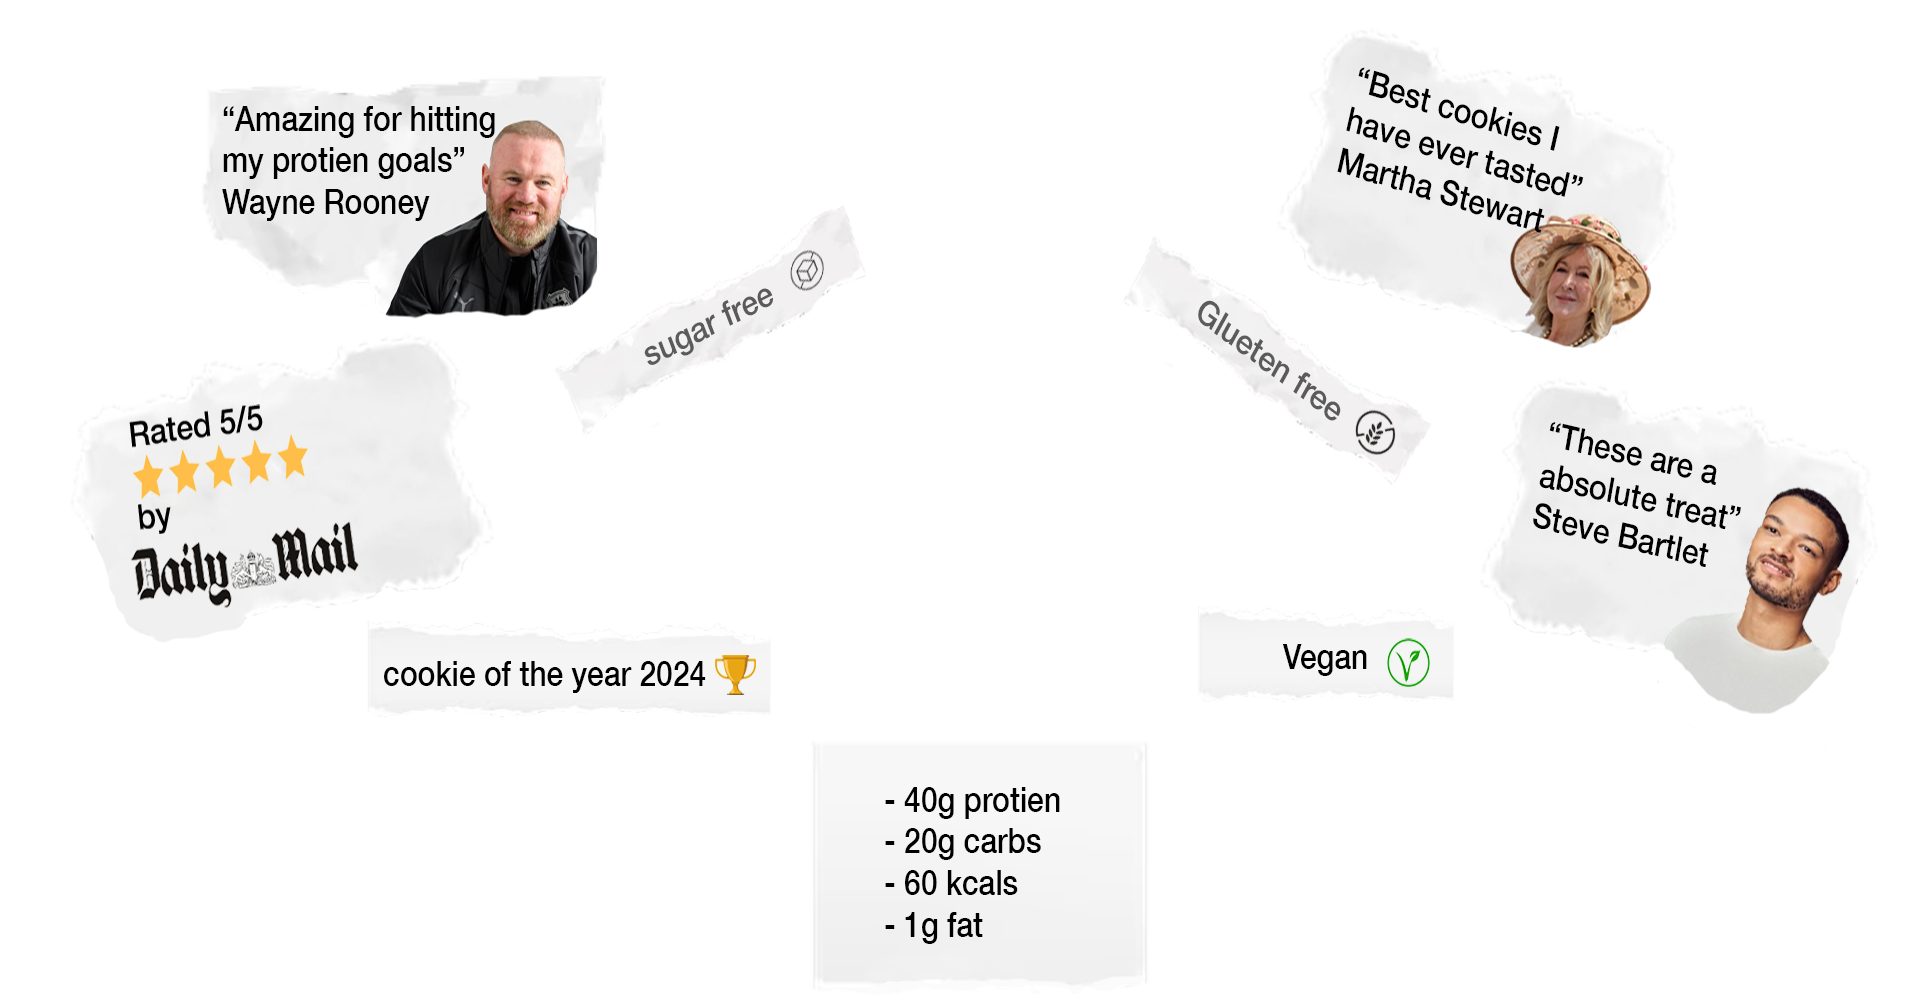 “Amazing for hitting
my protien goals”
Wayne Rooney
“Best cookies I
have ever tasted”
Martha Stewart
sugar free
Glueten free
Rated 5/5
by
Daily Mail
“These are a
absolute treat”
Steve Bartlet
cookie of the year 2024
Vegan
- 40g protien
- 20g carbs
- 60 kcals
- 1g fat